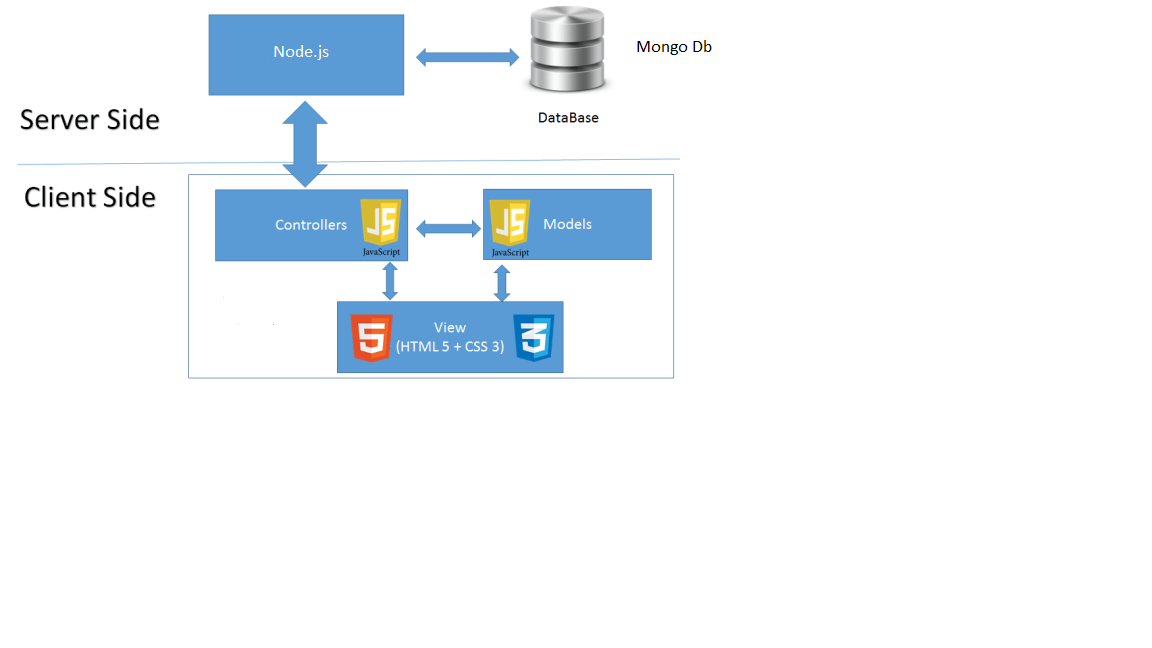 Node.js
Mongo Db
DataBase
Server Side
Client Side
Controllers
JS
JavaScript
JS
JavaScript
Models
5
View
(HTML 5 + CSS 3)
3